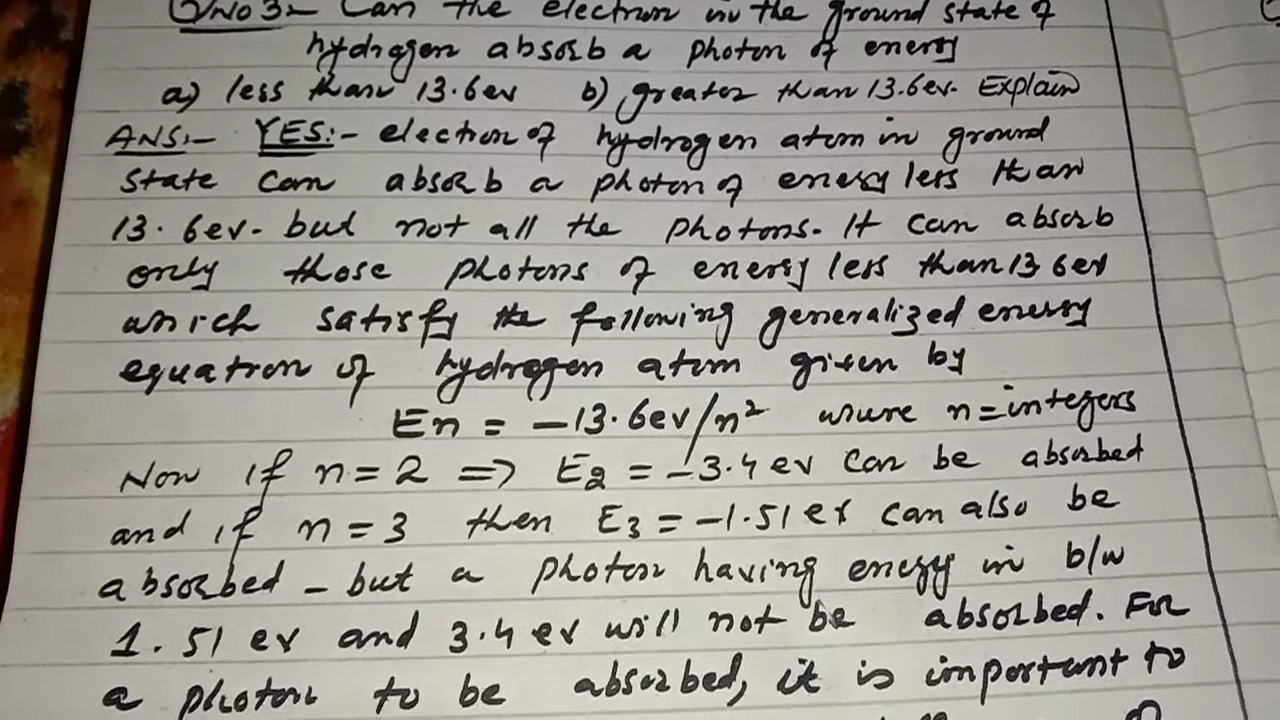 QNo 3:- Can the electron in the ground state of
hydrogen absorb a photon of energy
a) less than 13.6ev b) greater than 13.6ev. Explain
ANS:- YES:- electron of hydrogen atom in ground
state can absorb a photon of energy less than
13.6ev. but not all the photons. It can absorb
only those photons of energy less than 13 6ev
which satisfy the following generalized energy
equation of hydrogen atom given by
En = -13.6ev/n² where n=integers
Now if n=2 => E₂ = -3.4 ev can be absorbed
and if n=3 then E₃ = -1.51 ev can also be
absorbed - but a photon having energy in b/w
1.51 ev and 3.4 ev will not be absorbed. For
a photon to be absorbed, it is important to